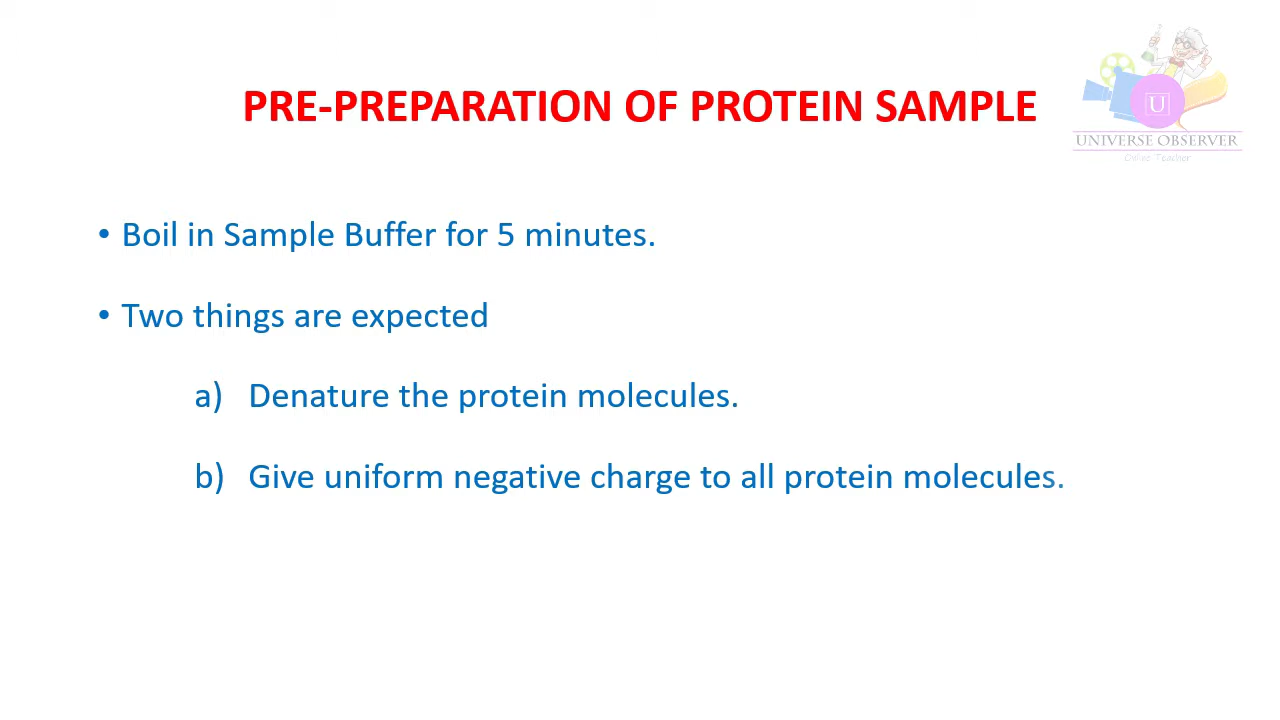 PRE-PREPARATION OF PROTEIN SAMPLE
U
UNIVERSE OBSERVER
Online Teacher
• Boil in Sample Buffer for 5 minutes.
• Two things are expected
a) Denature the protein molecules.
b) Give uniform negative charge to all protein molecules.